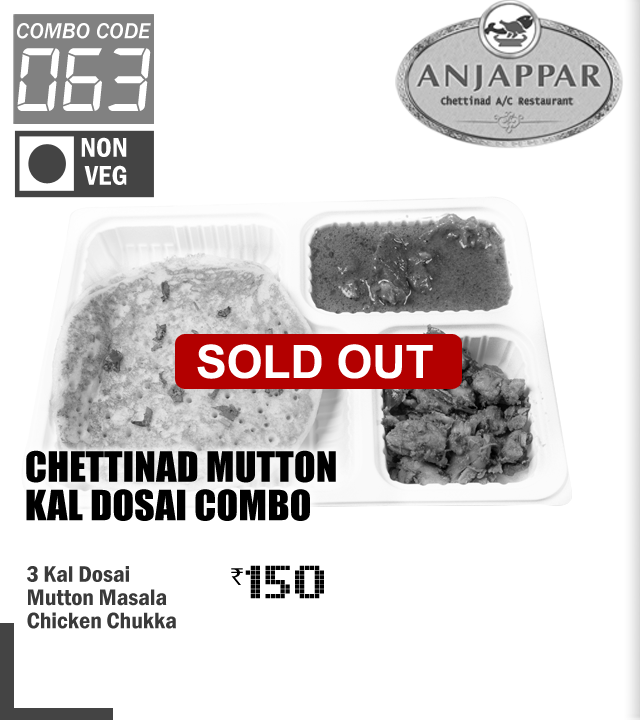 COMBO CODE
063
NON
VEG
ANJAPPAR
Chettinad A/C Restaurant
SOLD OUT
CHETTINAD MUTTON
KAL DOSAI COMBO
3 Kal Dosai
Mutton Masala
Chicken Chukka
₹150